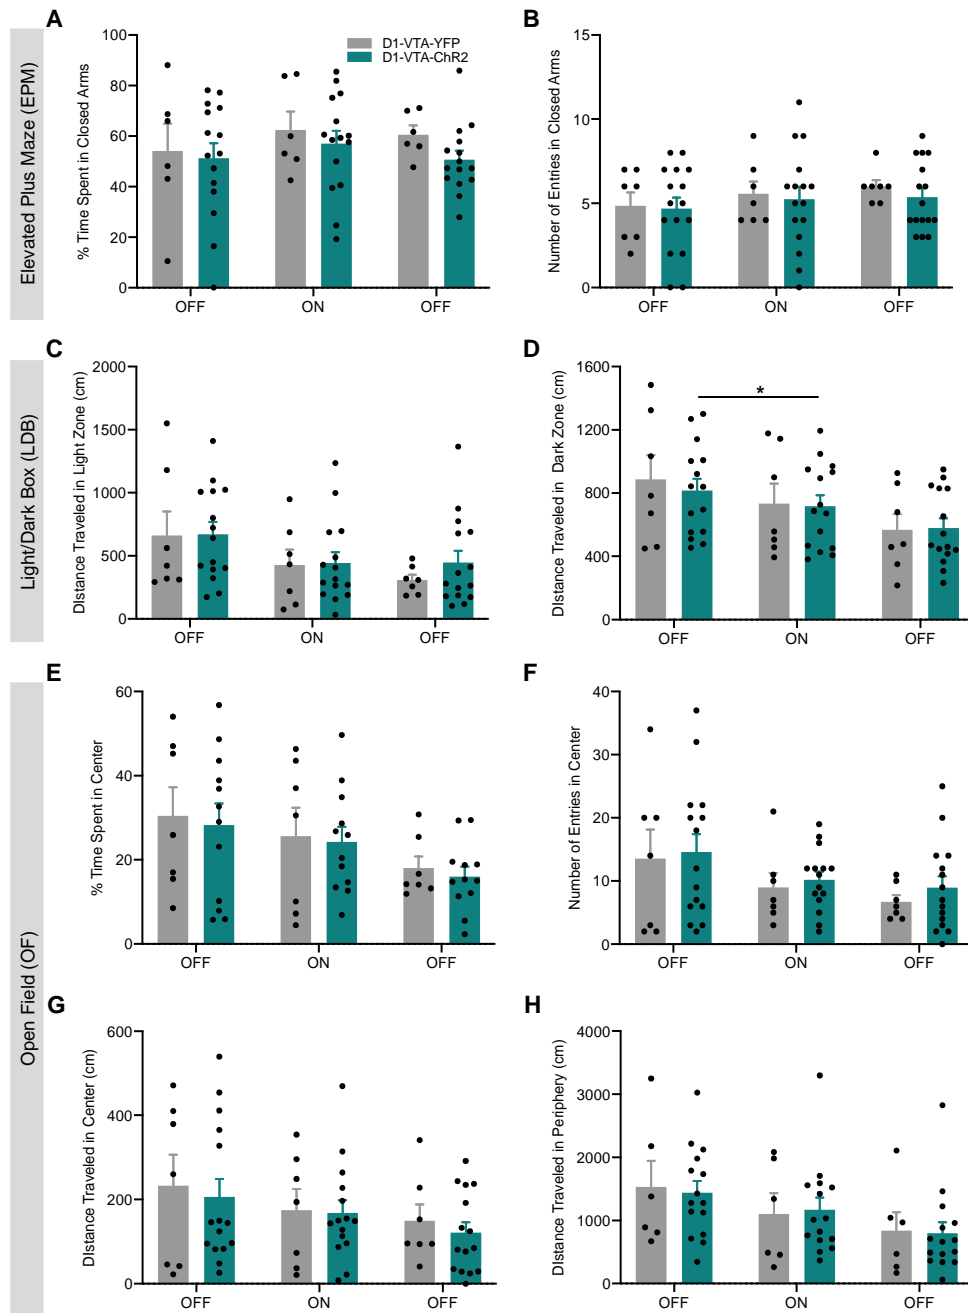 A
B
Elevated Plus Maze (EPM)
% Time Spent in Closed Arms
100
80
60
40
20
0
D1-VTA-YFP
D1-VTA-ChR2
OFF
ON
OFF
Number of Entries in Closed Arms
15
10
5
0
OFF
ON
OFF
C
D
Light/Dark Box (LDB)
DIstance Traveled in Light Zone (cm)
2000
1500
1000
500
0
OFF
ON
OFF
DIstance Traveled in Dark Zone (cm)
1600
1200
800
400
0
*
OFF
ON
OFF
E
F
Open Field (OF)
% Time Spent in Center
60
40
20
0
OFF
ON
OFF
Number of Entries in Center
40
30
20
10
0
OFF
ON
OFF
G
H
DIstance Traveled in Center (cm)
600
400
200
0
OFF
ON
OFF
DIstance Traveled in Periphery (cm)
4000
3000
2000
1000
0
OFF
ON
OFF